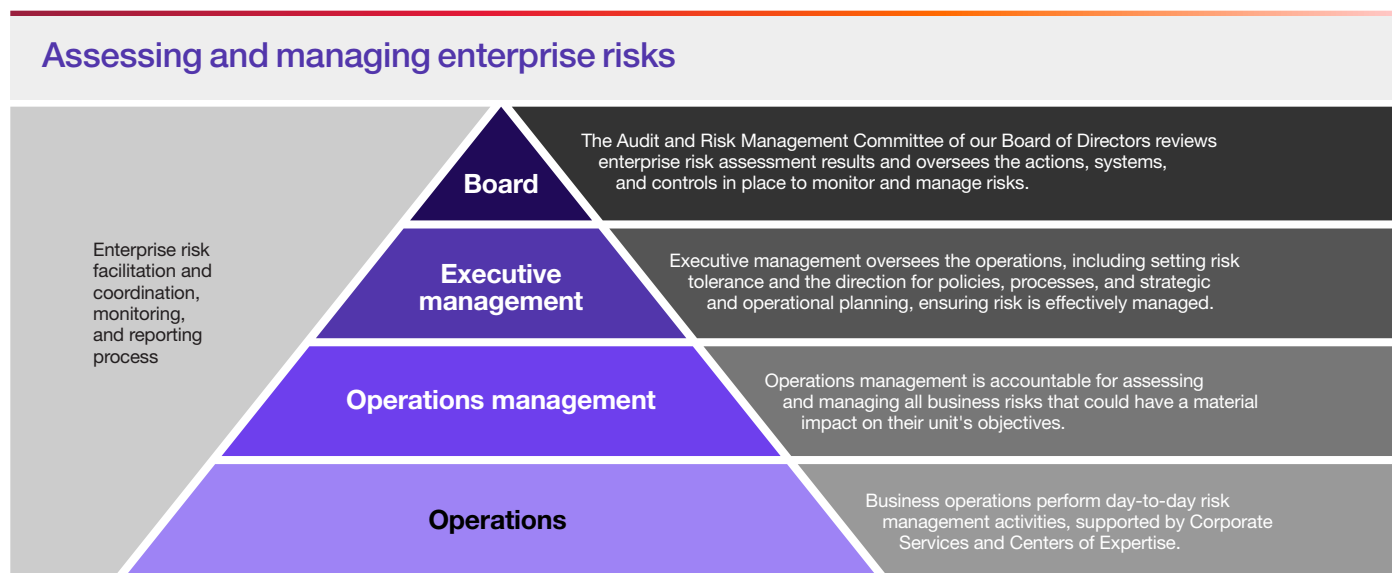 Assessing and managing enterprise risks
Enterprise risk
facilitation and
coordination,
monitoring,
and reporting
process
Board
The Audit and Risk Management Committee of our Board of Directors reviews
enterprise risk assessment results and oversees the actions, systems,
and controls in place to monitor and manage risks.
Executive
management
Executive management oversees the operations, including setting risk
tolerance and the direction for policies, processes, and strategic
and operational planning, ensuring risk is effectively managed.
Operations management
Operations management is accountable for assessing
and managing all business risks that could have a material
impact on their unit's objectives.
Operations
Business operations perform day-to-day risk
management activities, supported by Corporate
Services and Centers of Expertise.